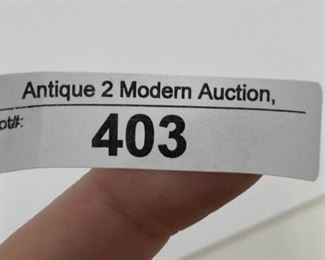 Antique 2 Modern Auction,
ot#:
403